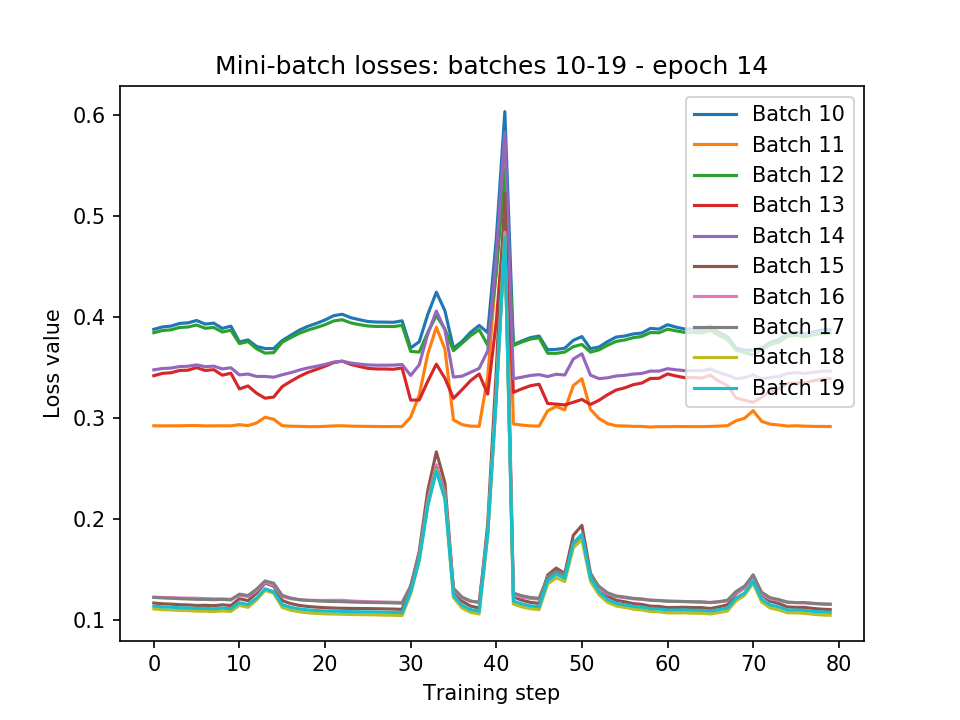 Mini-batch losses: batches 10-19 - epoch 14
Loss value
0.6
0.5
0.4
0.3
0.2
0.1
Batch 10
Batch 11
Batch 12
Batch 13
Batch 14
Batch 15
Batch 16
Batch 17
Batch 18
Batch 19
0 10 20 30 40 50 60 70 80
Training step